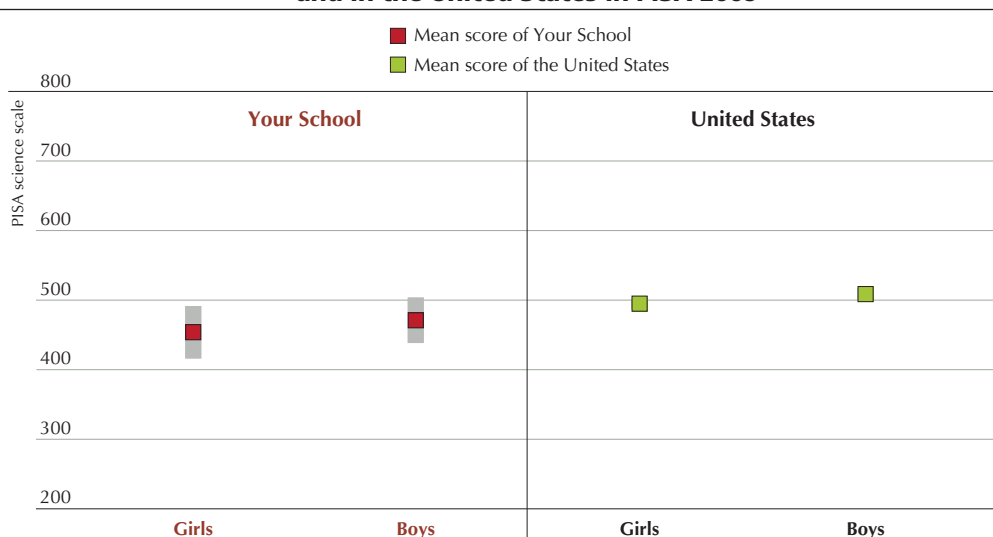 Mean score of Your School
Mean score of the United States
PISA science scale
800
Your School
United States
700
600
500
400
300
200
Girls
Boys
Girls
Boys